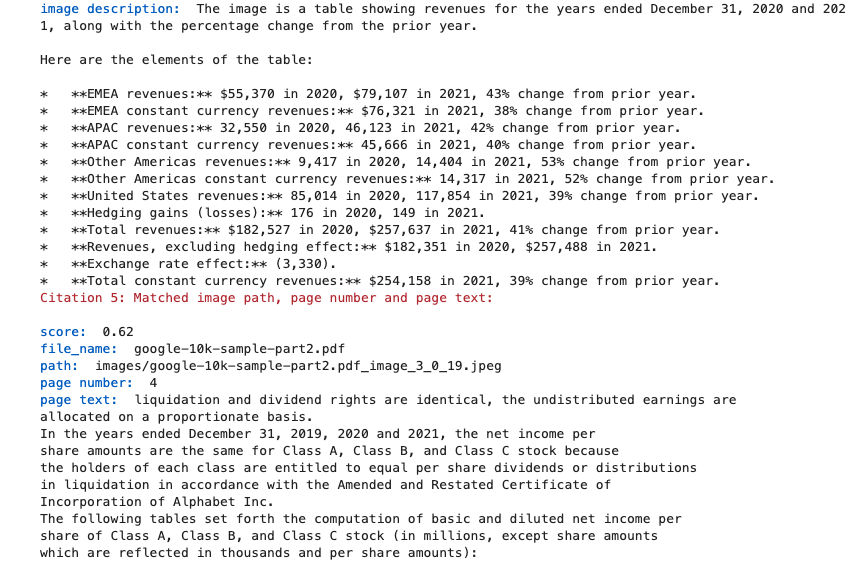 image description:  The image is a table showing revenues for the years ended December 31, 2020 and 202
1, along with the percentage change from the prior year.
Here are the elements of the table:
*   **EMEA revenues:** $55,370 in 2020, $79,107 in 2021, 43% change from prior year.
*   **EMEA constant currency revenues:** $76,321 in 2021, 38% change from prior year.
*   **APAC revenues:** 32,550 in 2020, 46,123 in 2021, 42% change from prior year.
*   **APAC constant currency revenues:** 45,666 in 2021, 40% change from prior year.
*   **Other Americas revenues:** 9,417 in 2020, 14,404 in 2021, 53% change from prior year.
*   **Other Americas constant currency revenues:** 14,317 in 2021, 52% change from prior year.
*   **United States revenues:** 85,014 in 2020, 117,854 in 2021, 39% change from prior year.
*   **Hedging gains (losses):** 176 in 2020, 149 in 2021.
*   **Total revenues:** $182,527 in 2020, $257,637 in 2021, 41% change from prior year.
*   **Revenues, excluding hedging effect:** $182,351 in 2020, $257,488 in 2021.
*   **Exchange rate effect:** (3,330).
*   **Total constant currency revenues:** $254,158 in 2021, 39% change from prior year.
Citation 5: Matched image path, page number and page text:
score:  0.62
file_name:  google-10k-sample-part2.pdf
path:  images/google-10k-sample-part2.pdf_image_3_0_19.jpeg
page number:  4
page text:  liquidation and dividend rights are identical, the undistributed earnings are
allocated on a proportionate basis.
In the years ended December 31, 2019, 2020 and 2021, the net income per
share amounts are the same for Class A, Class B, and Class C stock because
the holders of each class are entitled to equal per share dividends or distributions
in liquidation in accordance with the Amended and Restated Certificate of
Incorporation of Alphabet Inc.
The following tables set forth the computation of basic and diluted net income per
share of Class A, Class B, and Class C stock (in millions, except share amounts
which are reflected in thousands and per share amounts):